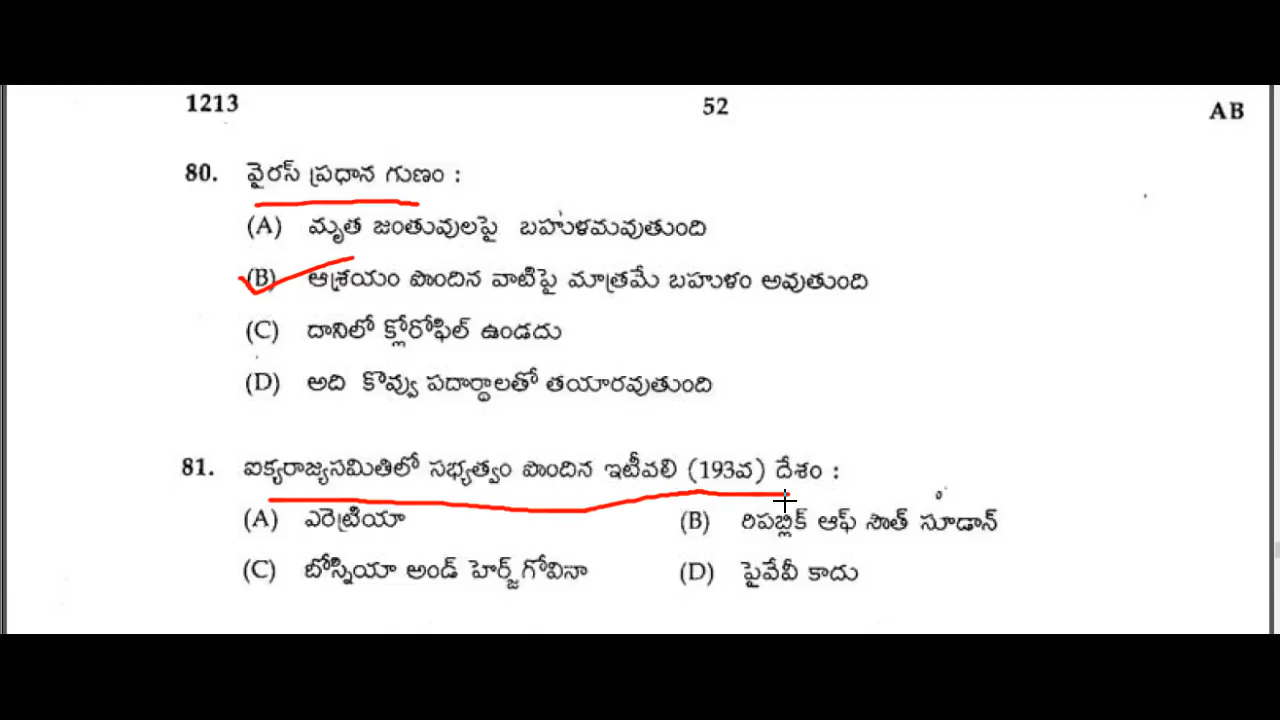 1213 52 AB
80. వైరస్ ప్రధాన గుణం :
(A) మృత జంతువులపై బహుళమవుతుంది
(B) ఆశ్రయం పొందిన వాటిపై మాత్రమే బహుళం అవుతుంది
(C) దానిలో క్లోరోఫిల్ ఉండదు
(D) అది కొవ్వు పదార్థాలతో తయారవుతుంది
81. ఐక్యరాజ్యసమితిలో సభ్యత్వం పొందిన ఇటీవలి (193వ) దేశం :
(A) ఎరెట్రియా (B) రిపబ్లిక్ ఆఫ్ సౌత్ సూడాన్
(C) బోస్నియా అండ్ హెర్జ్గోవినా (D) పైవేవీ కాదు